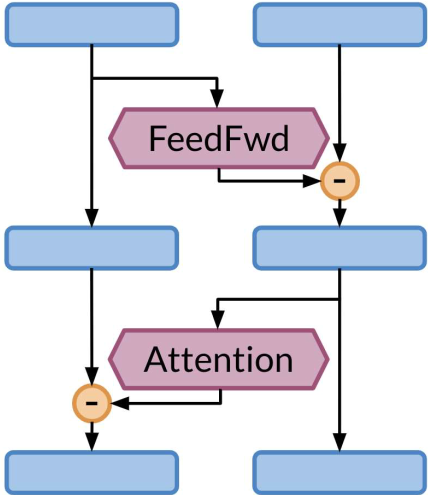 FeedFwd
-
Attention
-